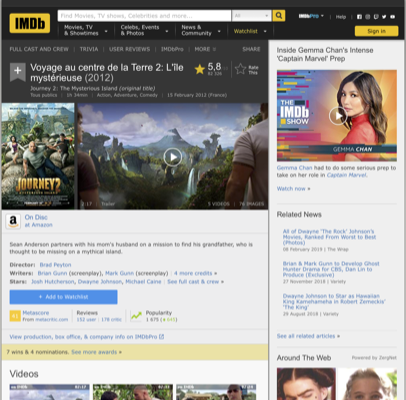 IMDb
Find Movies, TV shows, Celebrities and more...
All
IMDbPro
Help
Movies, TV & Showtimes
Celebs, Events & Photos
News & Community
Watchlist
Sign in
FULL CAST AND CREW | TRIVIA | USER REVIEWS | IMDbPro | MORE
SHARE
Voyage au centre de la Terre 2: L'île mystérieuse (2012)
Journey 2: The Mysterious Island (original title)
Tous publics | 1h 34min | Action, Adventure, Comedy | 15 February 2012 (France)
5,8
Rate This
JOURNEY2
2:17 | Trailer
5 VIDEOS | 76 IMAGES
a
On Disc
at Amazon
Sean Anderson partners with his mom's husband on a mission to find his grandfather, who is
thought to be missing on a mythical island.
Director: Brad Peyton
Writers: Brian Gunn (screenplay), Mark Gunn (screenplay) | 4 more credits »
Stars: Josh Hutcherson, Dwayne Johnson, Michael Caine | See full cast & crew »
+ Add to Watchlist
Metascore
From metacritic.com
Reviews
152 user | 179 critic
Popularity
View production, box office, & company info on IMDbPro
7 wins & 4 nominations. See more awards »
Videos
Inside Gemma Chan's Intense
'Captain Marvel' Prep
THE
IMDb
SHOW
GEMMA CHAN
Gemma Chan had to do some serious prep
to take on her role in Captain Marvel.
Watch now »
Related News
All of Dwayne 'The Rock' Johnson's
Movies, Ranked From Worst to Best
(Photos)
08 February 2019 | The Wrap
Brian & Mark Gunn to Develop Ghost
Hunter Drama for CBS, Dan Lin to
Produce (Exclusive)
27 November 2018 | Variety
Dwayne Johnson to Star as Hawaiian
King Kamehameha in Robert Zemeckis'
'The King'
29 August 2018 | Variety
See all related articles »
Around The Web
Powered by ZergNet